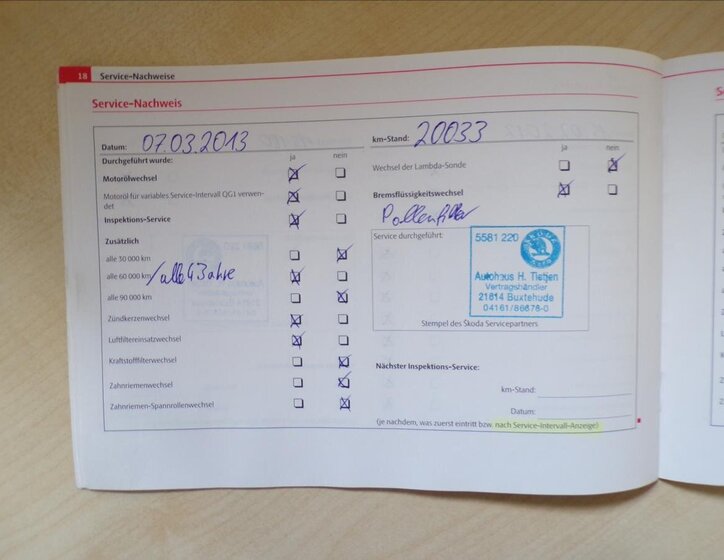 18 Service-Nachweise
Service-Nachweis
Datum: 07.03.2013
km-Stand: 20033
Durchgeführt wurde: ja nein
ja nein
Motorölwechsel
Wechsel der Lambda-Sonde
Motoröl für variables Service-Intervall QG1 verwen-
det
Bremsflüssigkeitswechsel
Inspektions-Service
Pollenfilter
Zusätzlich
alle 30 000 km
alle 60 000 km/alle 4 Jahre
alle 90 000 km
Zündkerzenwechsel
Luftfiltereinsatzwechsel
Kraftstofffilterwechsel
Zahnriemenwechsel
Zahnriemen-Spannrollenwechsel
Service durchgeführt:
5581 220
Autohaus H. Tietjen
Vertragshändler
21614 Buxtehude
04161/86678-0
Stempel des Škoda Servicepartners
Nächster Inspektions-Service:
km-Stand:
Datum:
(je nachdem, was zuerst eintritt bzw. nach Service-Intervall-Anzeige)